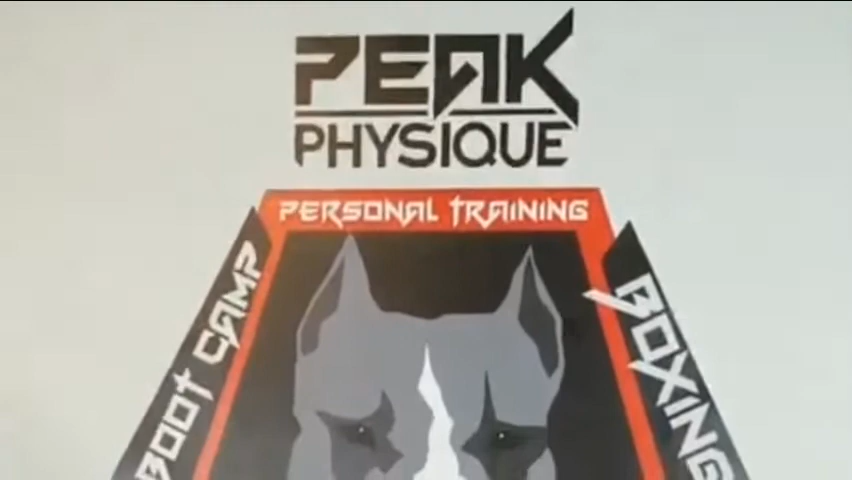 PEAK
PHYSIQUE
PERSONAL TRAINING
BOOT CAMP
BOXING